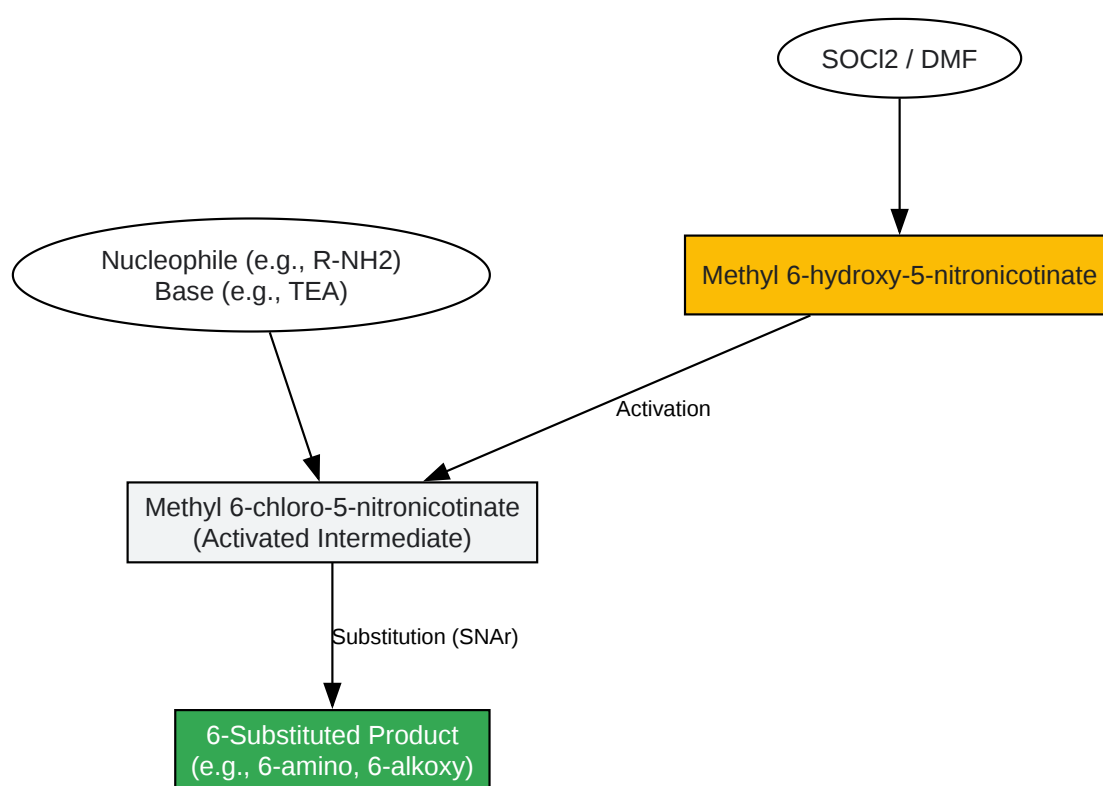 SOCl2 / DMF
Nucleophile (e.g., R-NH2)
Base (e.g., TEA)
Methyl 6-hydroxy-5-nitronicotinate
Activation
Methyl 6-chloro-5-nitronicotinate
(Activated Intermediate)
Substitution (SNAr)
6-Substituted Product
(e.g., 6-amino, 6-alkoxy)